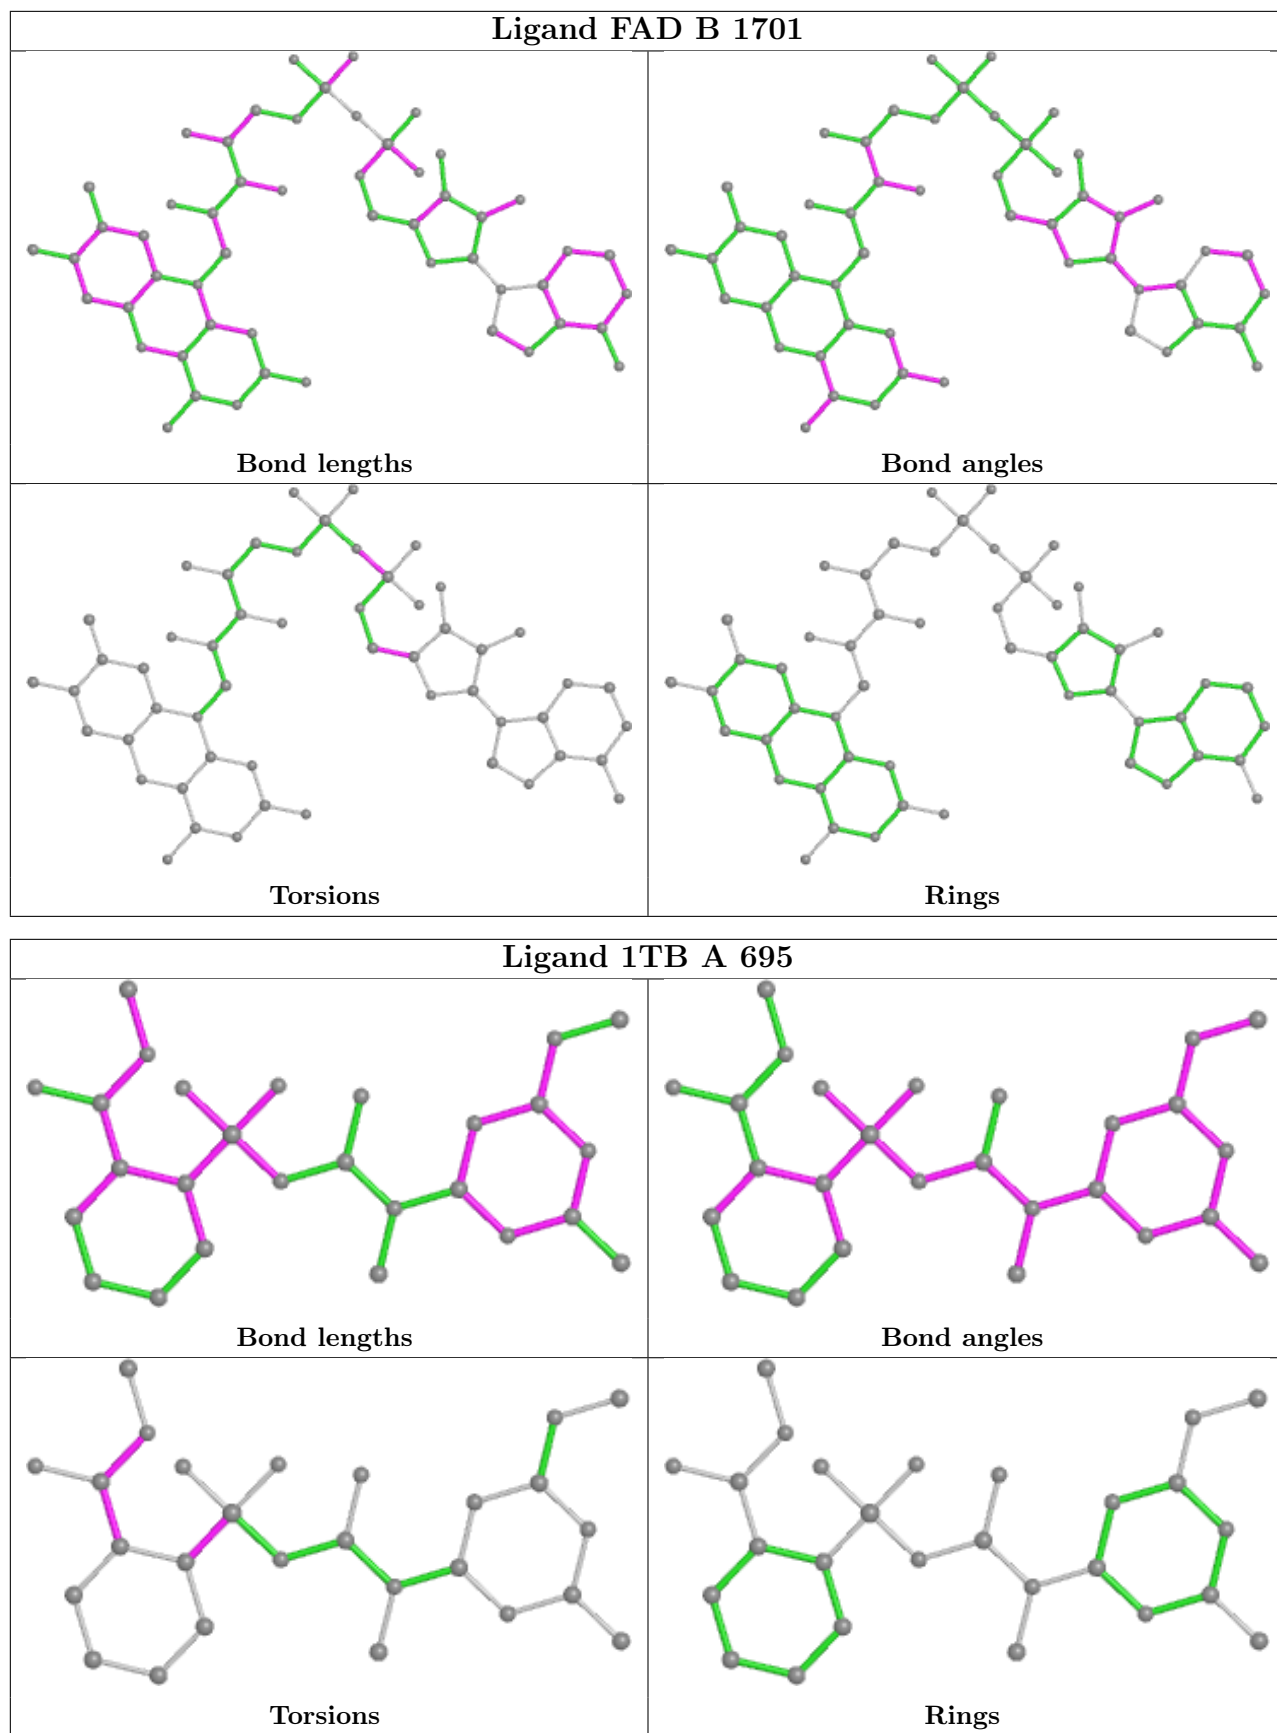 Ligand FAD B 1701
Bond lengths
Bond angles
Torsions
Rings
Ligand 1TB A 695
Bond lengths
Bond angles
Torsions
Rings